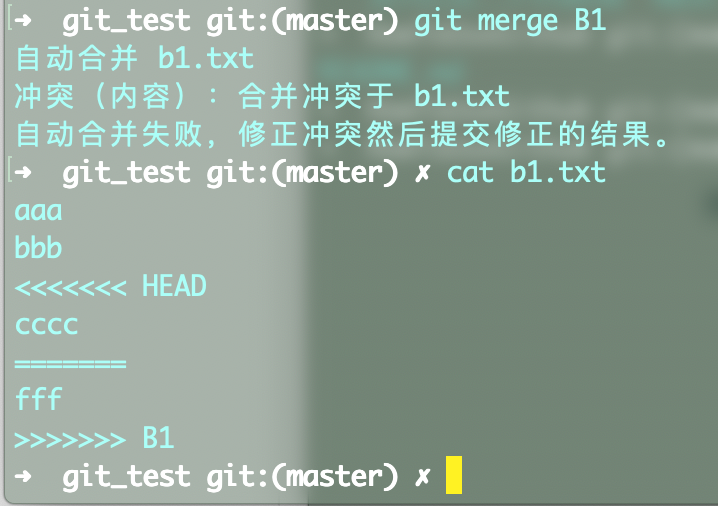 ➜  git_test git:(master) git merge B1
自动合并 b1.txt
冲突（内容）：合并冲突于 b1.txt
自动合并失败，修正冲突然后提交修正的结果。
➜  git_test git:(master) ✗ cat b1.txt
aaa
bbb
<<<<<<< HEAD
cccc
=======
fff
>>>>>>> B1
➜  git_test git:(master) ✗